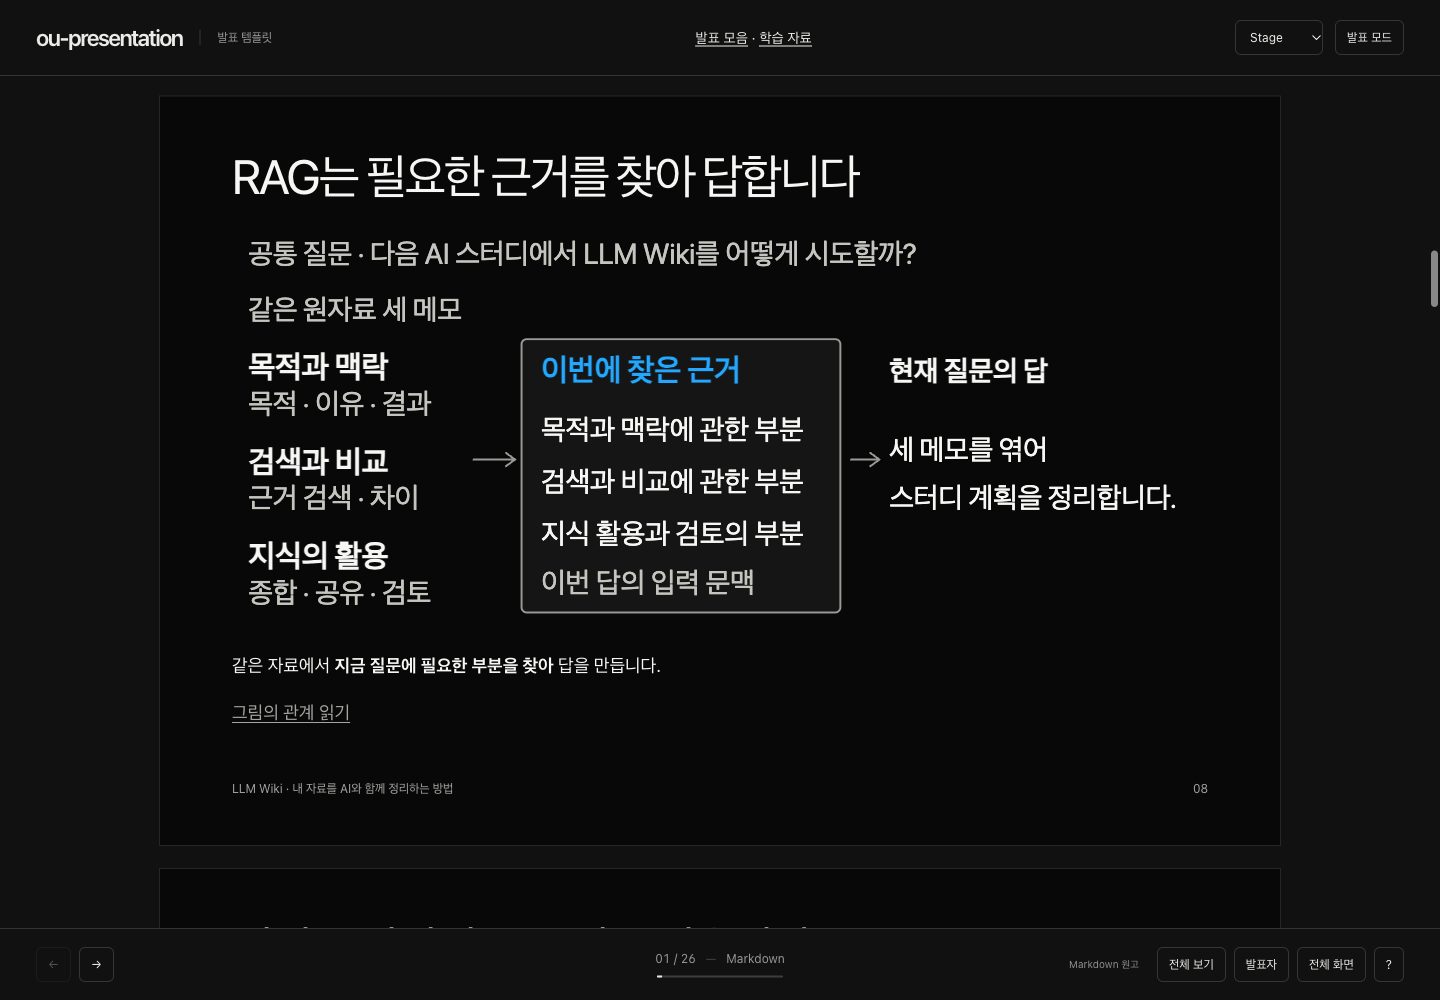 ou-presentation
발표 템플릿
발표 모음 · 학습 자료
Stage
발표 모드
RAG는 필요한 근거를 찾아 답합니다
공통 질문 · 다음 AI 스터디에서 LLM Wiki를 어떻게 시도할까?
같은 원자료 세 메모
목적과 맥락
목적 · 이유 · 결과
검색과 비교
근거 검색 · 차이
지식의 활용
종합 · 공유 · 검토
→
이번에 찾은 근거
목적과 맥락에 관한 부분
검색과 비교에 관한 부분
지식 활용과 검토의 부분
이번 답의 입력 문맥
→
현재 질문의 답
세 메모를 엮어
스터디 계획을 정리합니다.
같은 자료에서 지금 질문에 필요한 부분을 찾아 답을 만듭니다.
그림의 관계 읽기
LLM Wiki · 내 자료를 AI와 함께 정리하는 방법
08
←
→
01 / 26 — Markdown
Markdown 원고
전체 보기
발표자
전체 화면
?